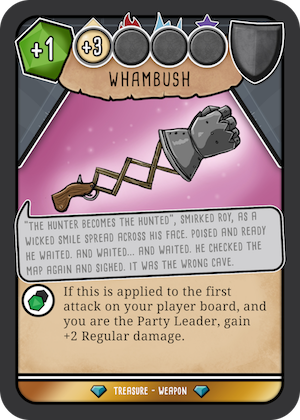 +1
+3
WHAMBUSH
"THE HUNTER BECOMES THE HUNTED", SMIRKED ROY, AS A
WICKED SMILE SPREAD ACROSS HIS FACE. POISED AND READY
HE WAITED. AND WAITED... AND WAITED. HE CHECKED THE
MAP AGAIN AND SIGHED. IT WAS THE WRONG CAVE.
If this is applied to the first
attack on your player board, and
you are the Party Leader, gain
+2 Regular damage.
TREASURE - WEAPON